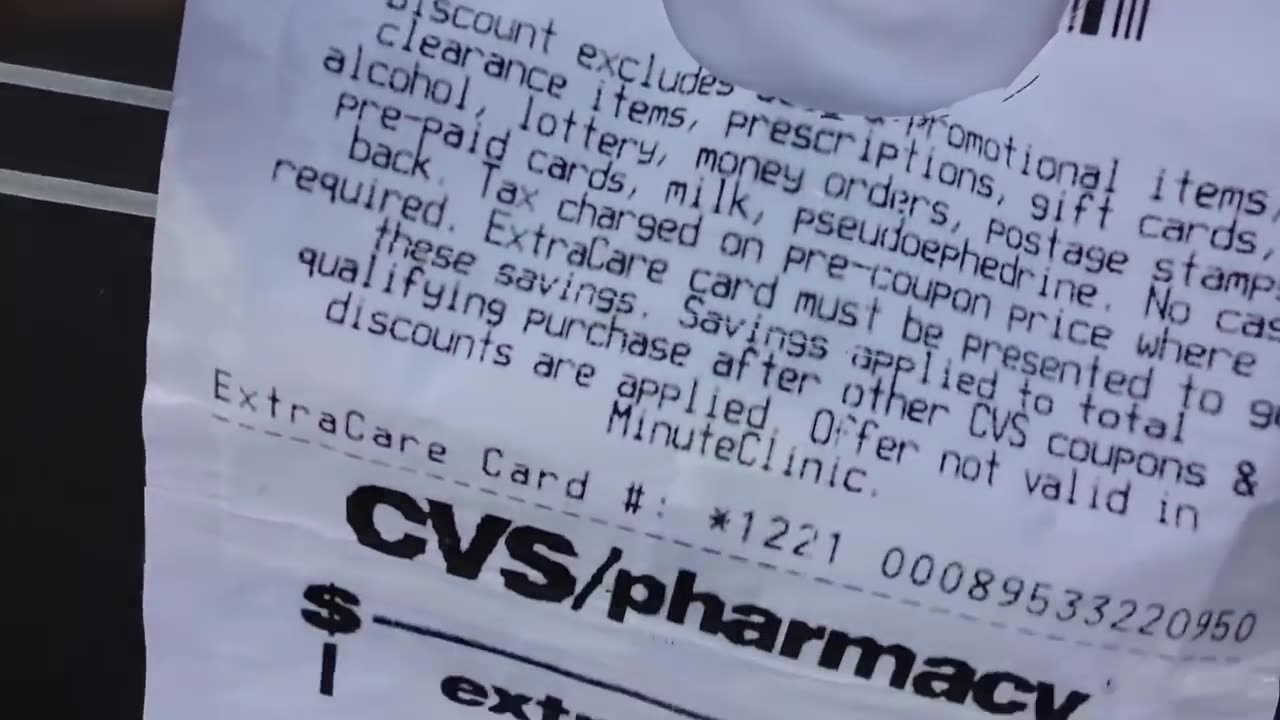 Discount excludes promotional items,
clearance items, prescriptions, gift cards,
alcohol, lottery, money orders, postage
pre-paid cards, milk, pseudoephedrine. No
back. Tax charged on pre-coupon price where
required. ExtraCare card must be presented to
these savings. Savings applied to total
qualifying purchase after other CVS coupons &
discounts are applied. Offer not valid in
MinuteClinic.
ExtraCare Card #: *1221 00089533220950
CVS/pharmacy
$